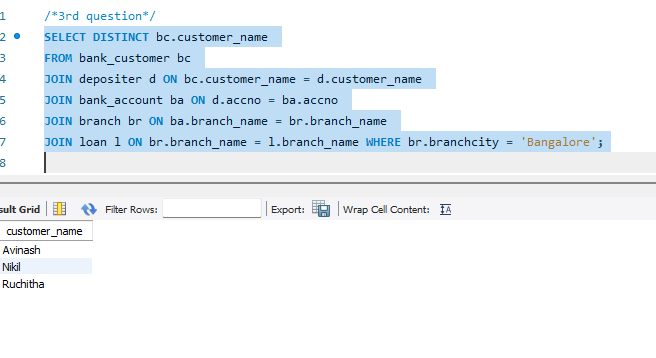 1 /*3rd question*/
2 SELECT DISTINCT bc.customer_name
3 FROM bank_customer bc
4 JOIN depositer d ON bc.customer_name = d.customer_name
5 JOIN bank_account ba ON d.accno = ba.accno
6 JOIN branch br ON ba.branch_name = br.branch_name
7 JOIN loan l ON br.branch_name = l.branch_name WHERE br.branchcity = 'Bangalore';
8
sult Grid Filter Rows: Export: Wrap Cell Content: IA
customer_name
Avinash
Nikil
Ruchitha